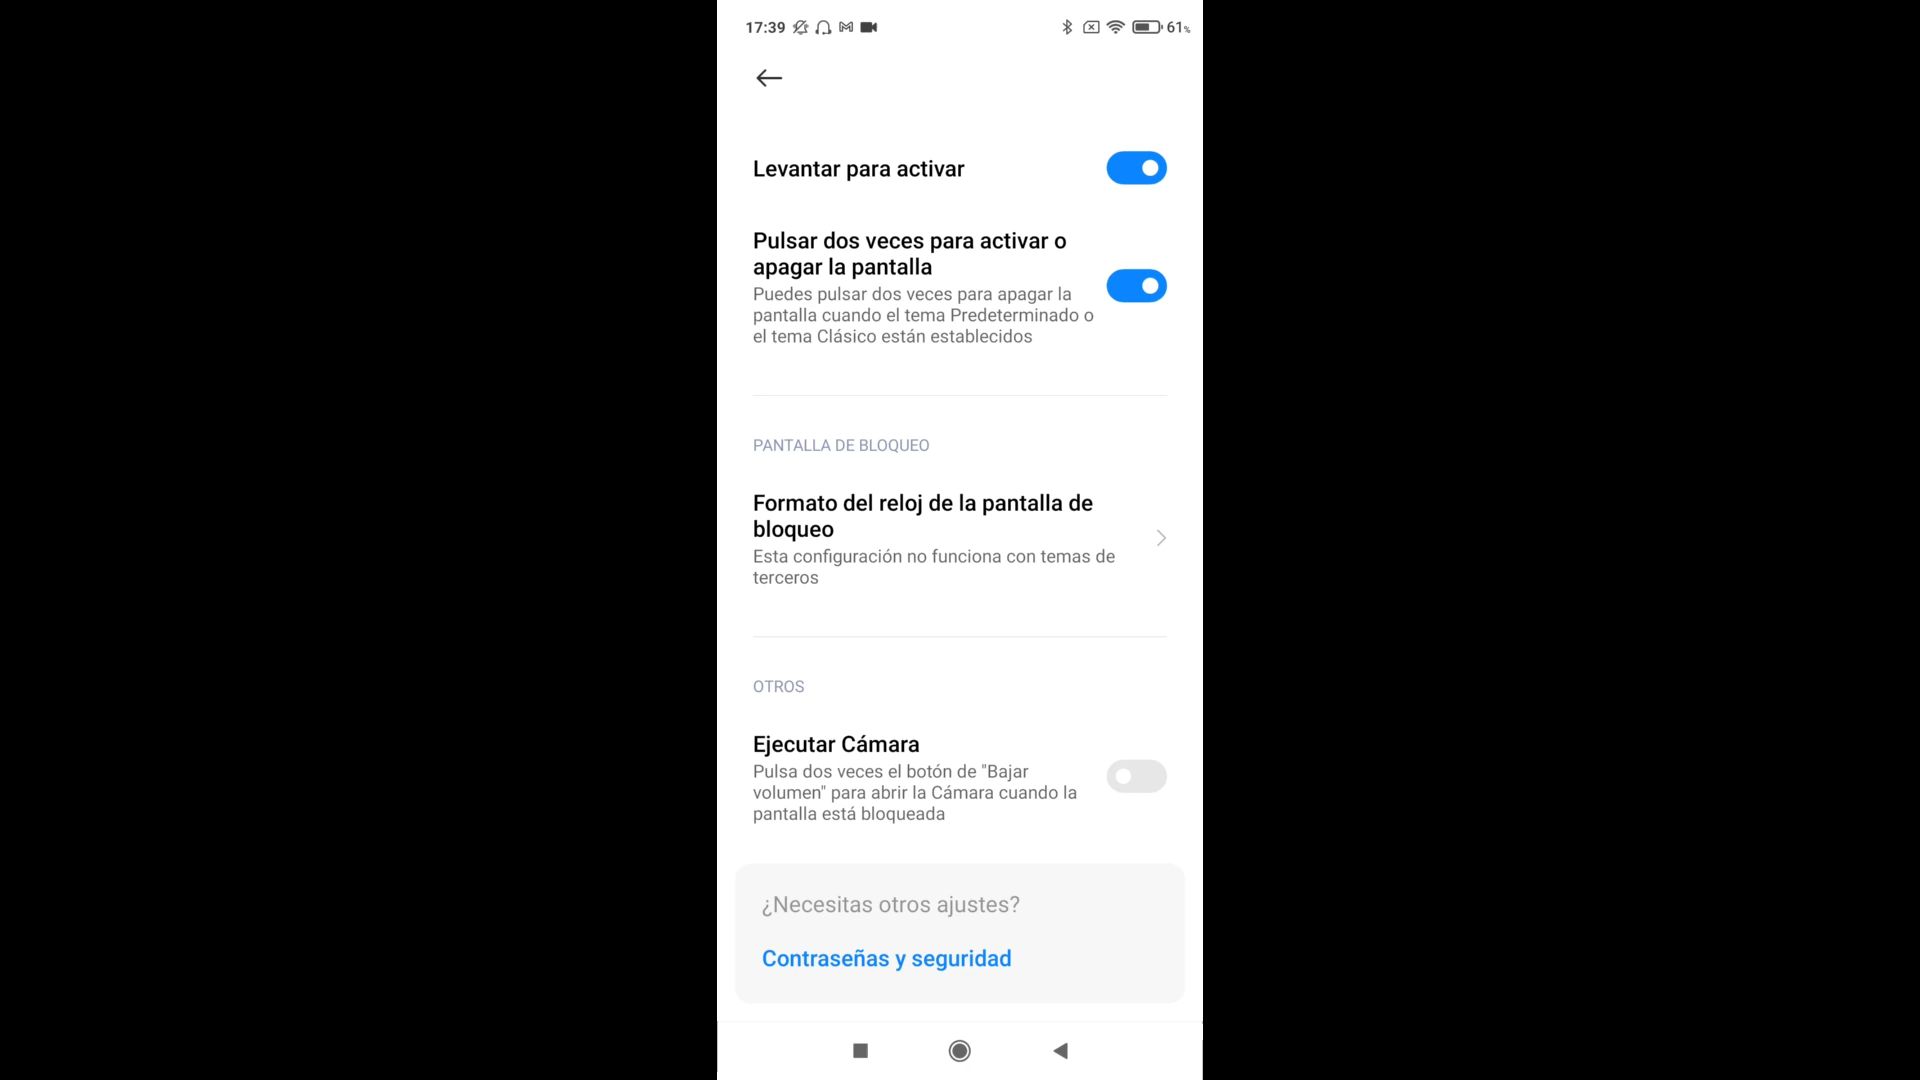 17:39
61%
Levantar para activar
Pulsar dos veces para activar o
apagar la pantalla
Puedes pulsar dos veces para apagar la
pantalla cuando el tema Predeterminado o
el tema Clásico están establecidos
PANTALLA DE BLOQUEO
Formato del reloj de la pantalla de
bloqueo
Esta configuración no funciona con temas de
terceros
OTROS
Ejecutar Cámara
Pulsa dos veces el botón de "Bajar
volumen" para abrir la Cámara cuando la
pantalla está bloqueada
¿Necesitas otros ajustes?
Contraseñas y seguridad